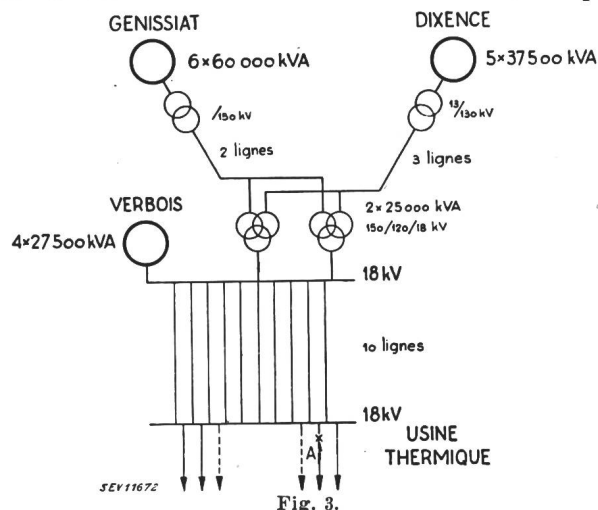 GENISSIAT
DIXENCE
6×60 000 kVA
5×37500 kVA
/150 kV
13/130 kV
2 lignes
3 lignes
VERBOIS
2×25000 kVA
150/120/18 kV
4×27500 kVA
18 kV
10 lignes
18kV
USINE
THERMIQUE
A
SEV11672
Fig. 3.